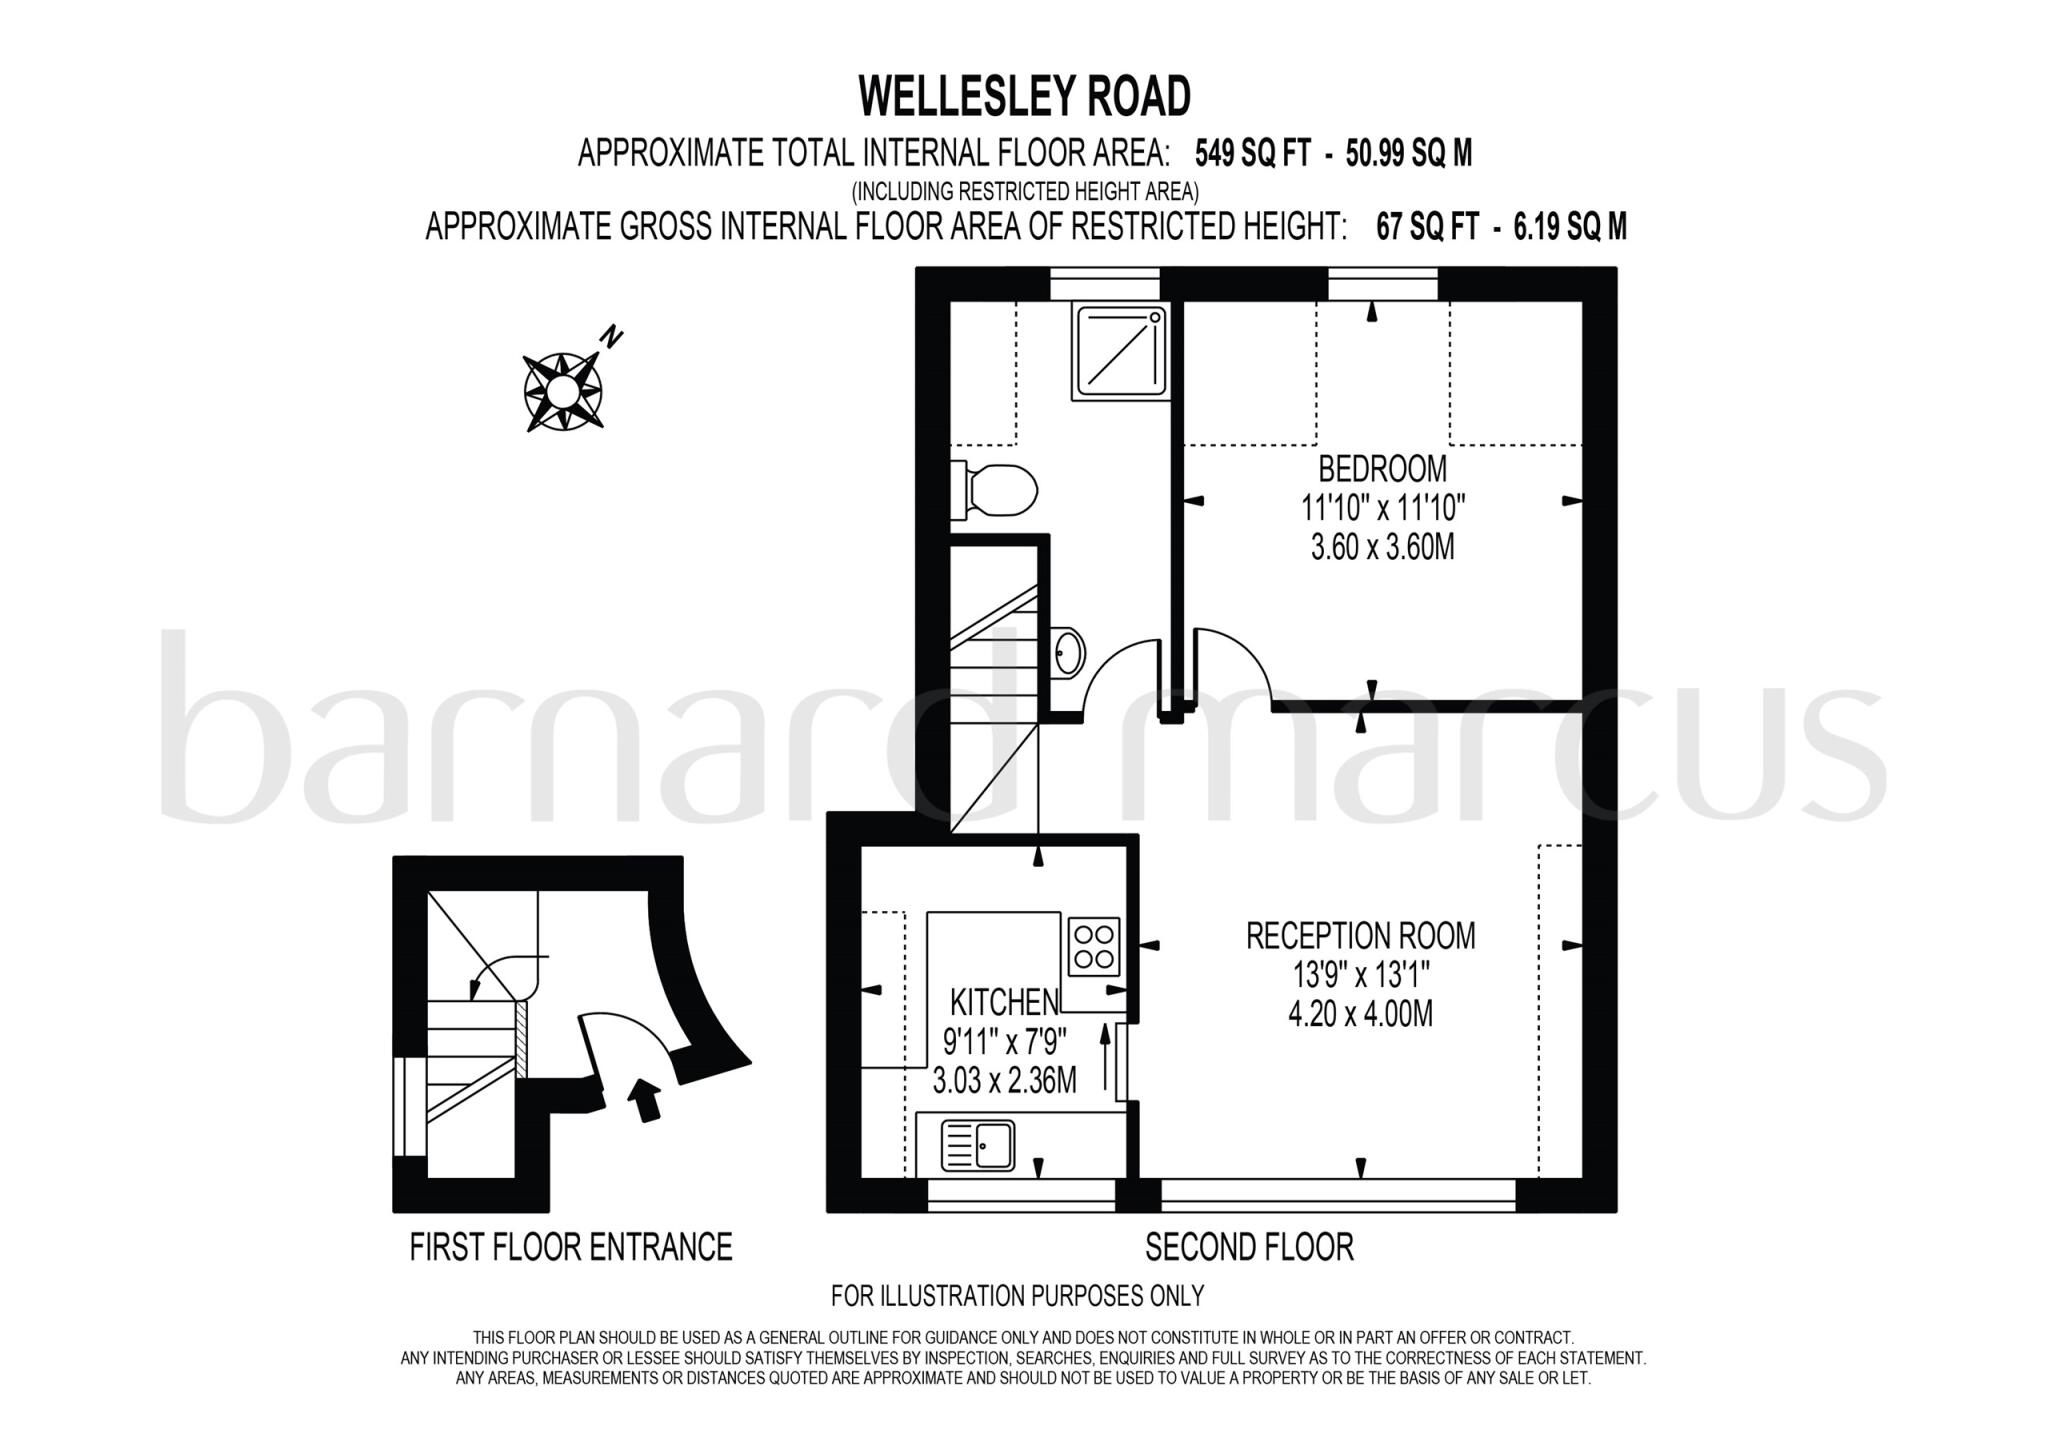 WELLESLEY ROAD
APPROXIMATE TOTAL INTERNAL FLOOR AREA: 549 SQ FT - 50.99 SQ M
(INCLUDING RESTRICTED HEIGHT AREA)
APPROXIMATE GROSS INTERNAL FLOOR AREA OF RESTRICTED HEIGHT: 67 SQ FT - 6.19 SQ M
N
BEDROOM
11'10" x 11'10"
3.60 x 3.60M
barnard marcus
RECEPTION ROOM
13'9" x 13'1"
4.20 x 4.00M
KITCHEN
9'11" x 7'9"
3.03 x 2.36M
FIRST FLOOR ENTRANCE
SECOND FLOOR
FOR ILLUSTRATION PURPOSES ONLY
THIS FLOOR PLAN SHOULD BE USED AS A GENERAL OUTLINE FOR GUIDANCE ONLY AND DOES NOT CONSTITUTE IN WHOLE OR IN PART AN OFFER OR CONTRACT.
ANY INTENDING PURCHASER OR LESSEE SHOULD SATISFY THEMSELVES BY INSPECTION, SEARCHES, ENQUIRIES AND FULL SURVEY AS TO THE CORRECTNESS OF EACH STATEMENT.
ANY AREAS, MEASUREMENTS OR DISTANCES QUOTED ARE APPROXIMATE AND SHOULD NOT BE USED TO VALUE A PROPERTY OR BE THE BASIS OF ANY SALE OR LET.